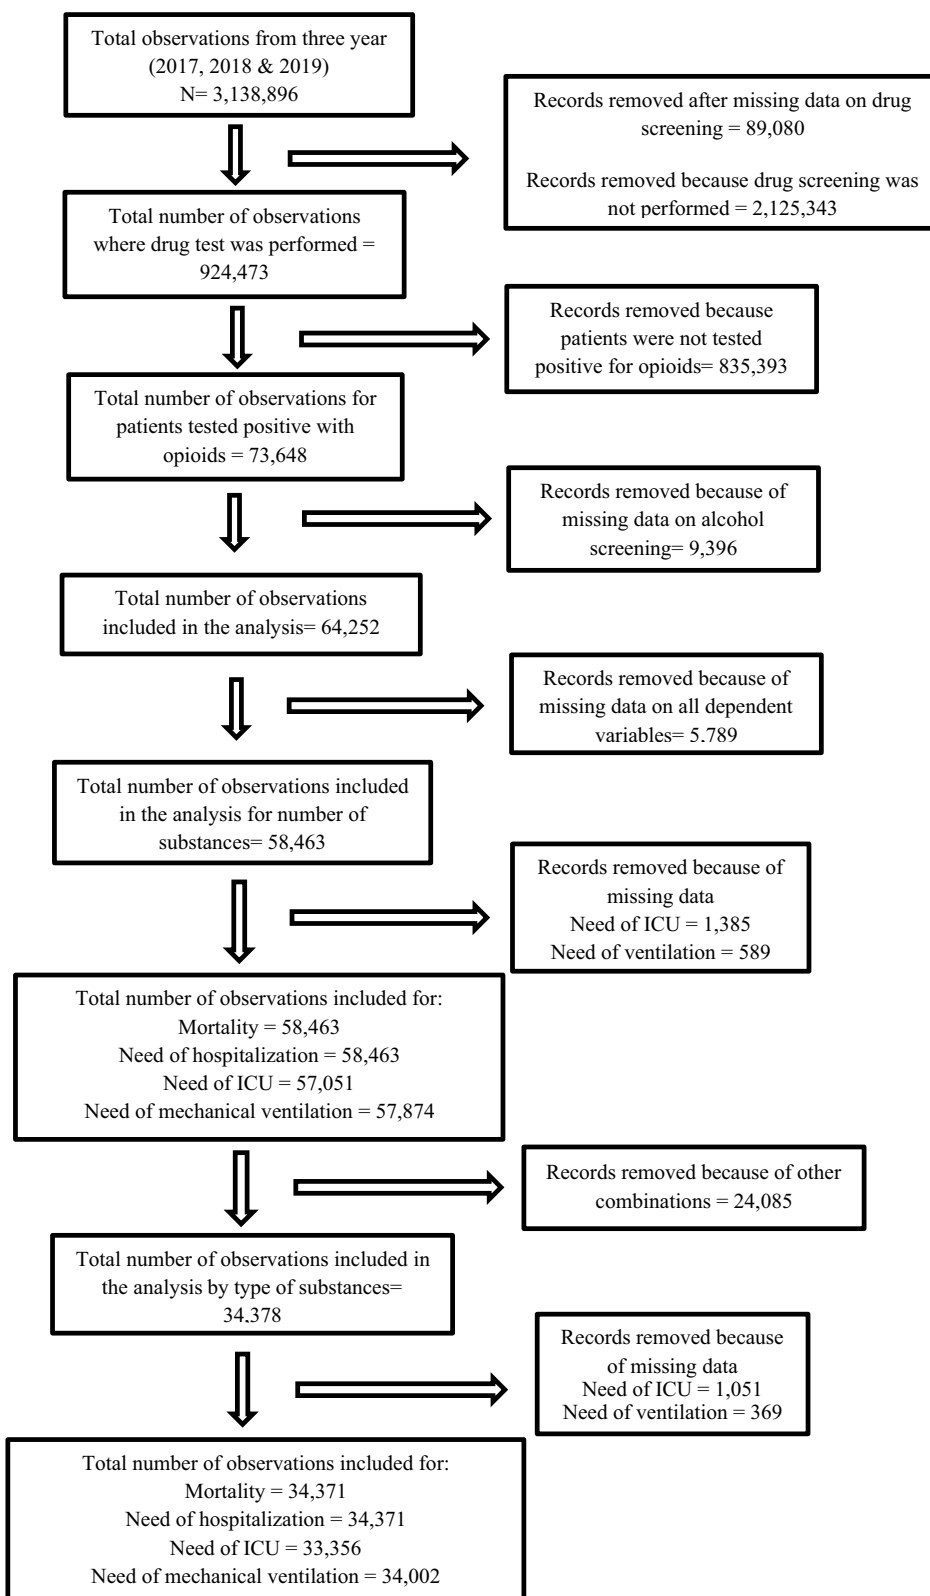 Total observations from three year
(2017, 2018 & 2019)
N= 3,138,896
Records removed after missing data on drug
screening = 89,080
Records removed because drug screening was
not performed = 2,125,343
Total number of observations
where drug test was performed =
924,473
Records removed because
patients were not tested
positive for opioids= 835,393
Total number of observations for
patients tested positive with
opioids = 73,648
Records removed because of
missing data on alcohol
screening= 9,396
Total number of observations
included in the analysis= 64,252
Records removed because of
missing data on all dependent
variables= 5,789
Total number of observations included
in the analysis for number of
substances= 58,463
Records removed because of
missing data
Need of ICU = 1,385
Need of ventilation = 589
Total number of observations included for:
Mortality = 58,463
Need of hospitalization = 58,463
Need of ICU = 57,051
Need of mechanical ventilation = 57,874
Records removed because of other
combinations = 24,085
Total number of observations included in
the analysis by type of substances=
34,378
Records removed because
of missing data
Need of ICU = 1,051
Need of ventilation = 369
Total number of observations included for:
Mortality = 34,371
Need of hospitalization = 34,371
Need of ICU = 33,356
Need of mechanical ventilation = 34,002